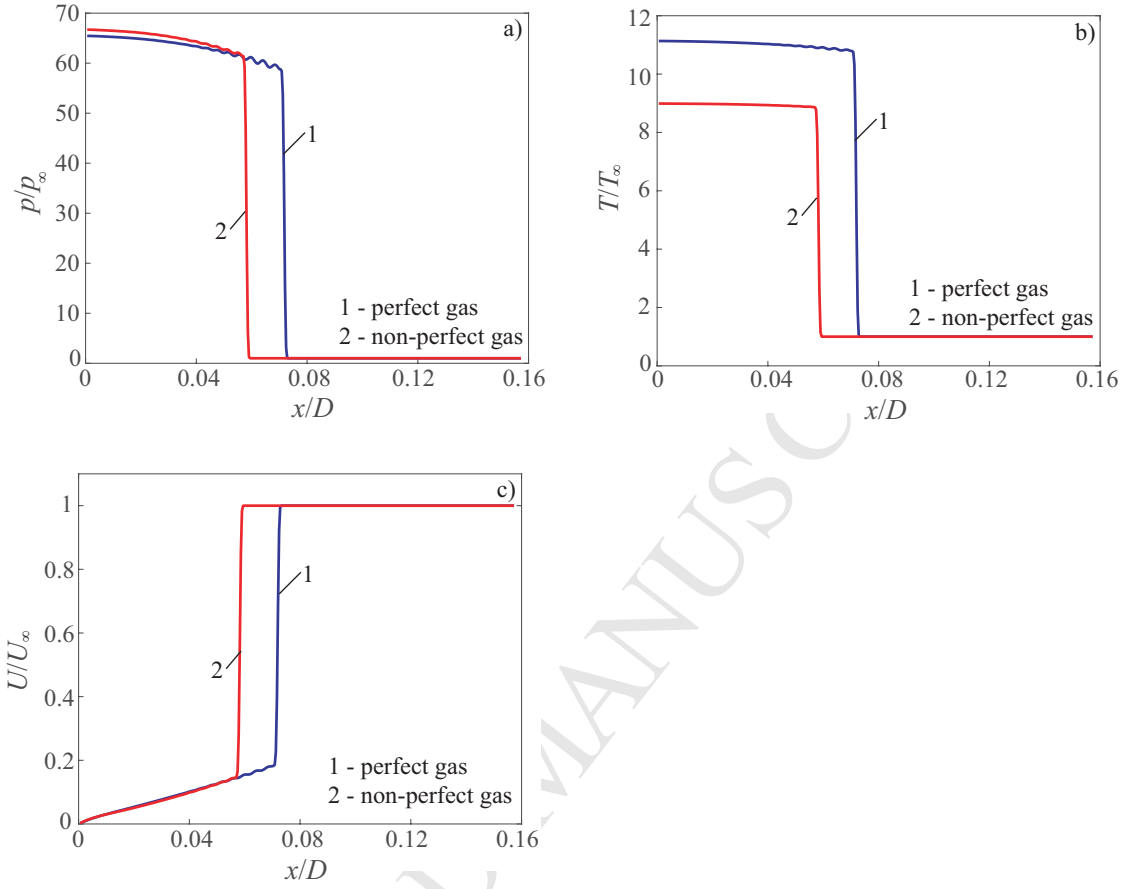 a)
70
60
50
40
30
20
10
0
p/p∞
1
2
1 - perfect gas
2 - non-perfect gas
0 0.04 0.08 0.12 0.16
x/D
b)
12
10
8
6
4
2
0
T/T∞
1
2
1 - perfect gas
2 - non-perfect gas
0 0.04 0.08 0.12 0.16
x/D
c)
1
0.8
0.6
0.4
0.2
0
U/U∞
1
2
1 - perfect gas
2 - non-perfect gas
0 0.04 0.08 0.12 0.16
x/D